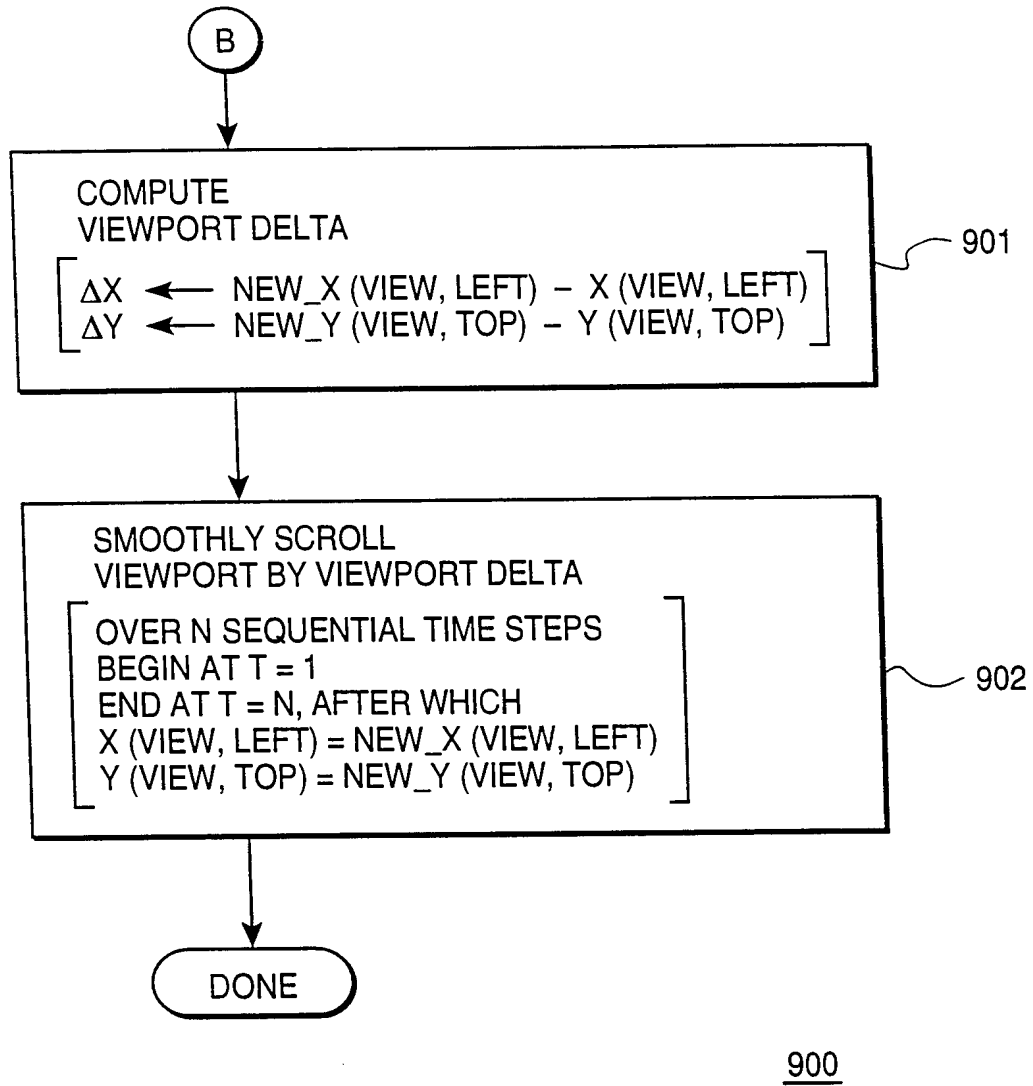 B
COMPUTE
VIEWPORT DELTA
ΔX ← NEW_X (VIEW, LEFT) – X (VIEW, LEFT)
ΔY ← NEW_Y (VIEW, TOP) – Y (VIEW, TOP)
901
SMOOTHLY SCROLL
VIEWPORT BY VIEWPORT DELTA
OVER N SEQUENTIAL TIME STEPS
BEGIN AT T = 1
END AT T = N, AFTER WHICH
X (VIEW, LEFT) = NEW_X (VIEW, LEFT)
Y (VIEW, TOP) = NEW_Y (VIEW, TOP)
902
DONE
900